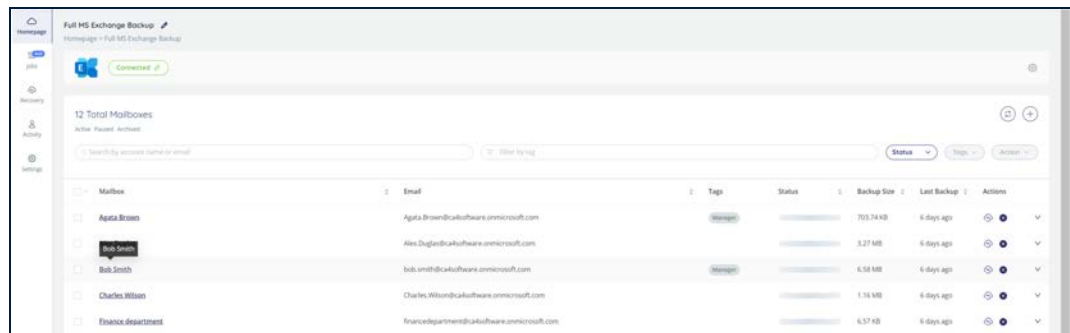 Full MS Exchange Backup
Homepage > Full MS Exchange Backup
Homepage
Jobs
Recovery
Activity
Settings
E
Connected
12 Total Mailboxes
Active Paused Archived
Search by account name or email
Filter by tag
Status
Tags
Action
Mailbox Email Tags Status Backup Size Last Backup Actions
Agata Brown Agata.Brown@ca4software.onmicrosoft.com Manager 703.74 KB 6 days ago
Alex.Duglas@ca4software.onmicrosoft.com 3.27 MB 6 days ago
Bob Smith
Bob Smith bob.smith@ca4software.onmicrosoft.com Manager 6.58 MB 6 days ago
Charles Wilson Charles.Wilson@ca4software.onmicrosoft.com 1.16 MB 6 days ago
Finance department financedepartment@ca4software.onmicrosoft.com 6.57 KB 6 days ago